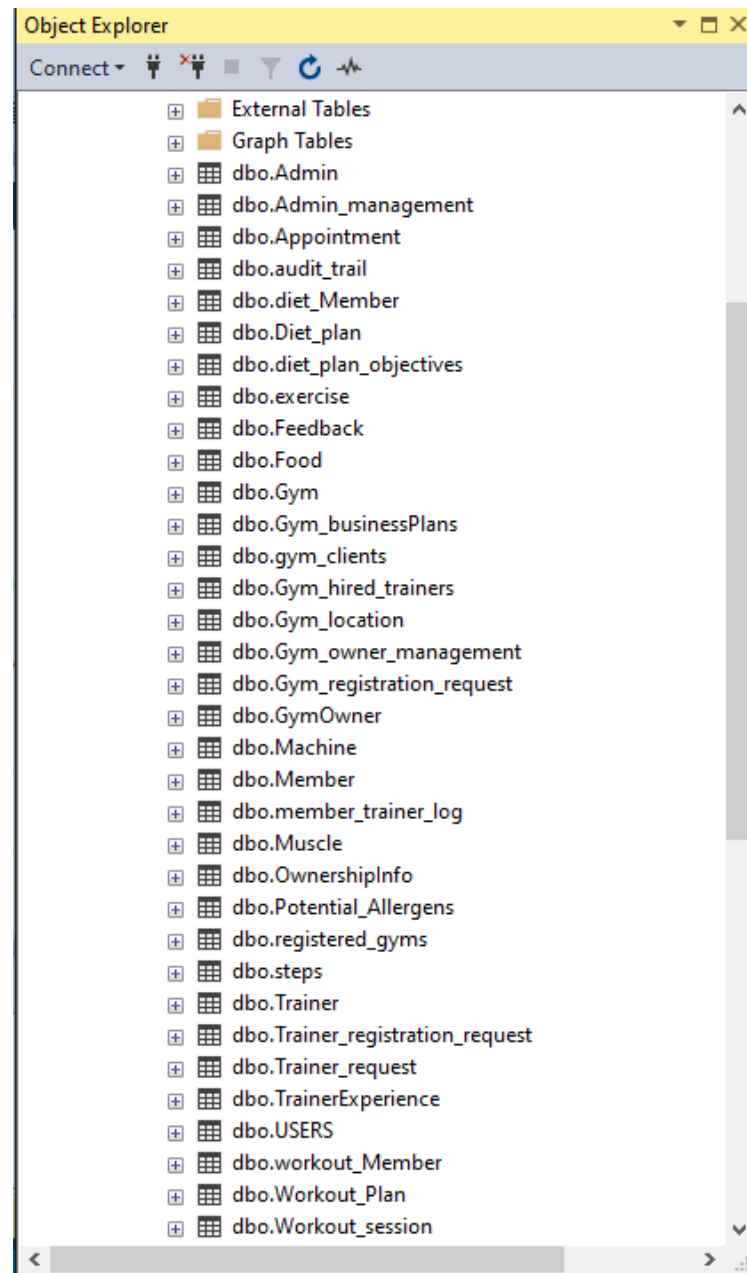 Object Explorer
Connect
External Tables
Graph Tables
dbo.Admin
dbo.Admin_management
dbo.Appointment
dbo.audit_trail
dbo.diet_Member
dbo.Diet_plan
dbo.diet_plan_objectives
dbo.exercise
dbo.Feedback
dbo.Food
dbo.Gym
dbo.Gym_businessPlans
dbo.gym_clients
dbo.Gym_hired_trainers
dbo.Gym_location
dbo.Gym_owner_management
dbo.Gym_registration_request
dbo.GymOwner
dbo.Machine
dbo.Member
dbo.member_trainer_log
dbo.Muscle
dbo.OwnershipInfo
dbo.Potential_Allergens
dbo.registered_gyms
dbo.steps
dbo.Trainer
dbo.Trainer_registration_request
dbo.Trainer_request
dbo.TrainerExperience
dbo.USERS
dbo.workout_Member
dbo.Workout_Plan
dbo.Workout_session